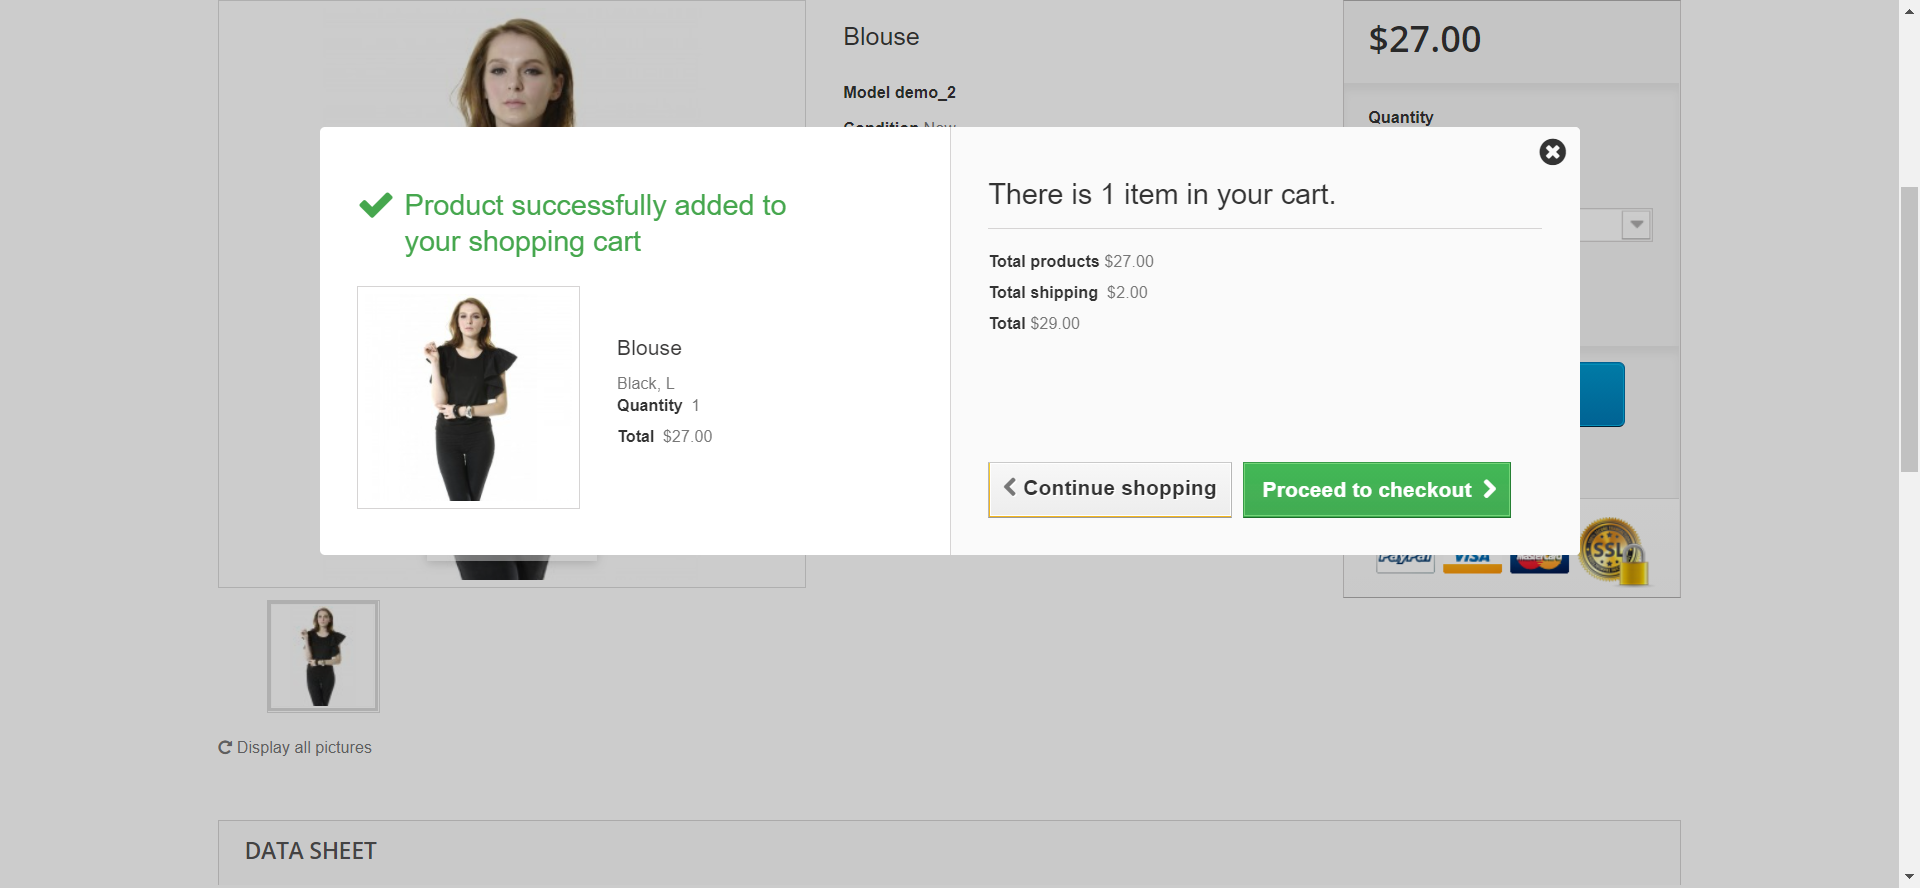 Blouse
Model demo_2
Condition New
$27.00
Quantity
Product successfully added to
your shopping cart
Blouse
Black, L
Quantity 1
Total $27.00
There is 1 item in your cart.
Total products $27.00
Total shipping $2.00
Total $29.00
Continue shopping
Proceed to checkout
PayPal
VISA
MasterCard
SSL
Display all pictures
DATA SHEET